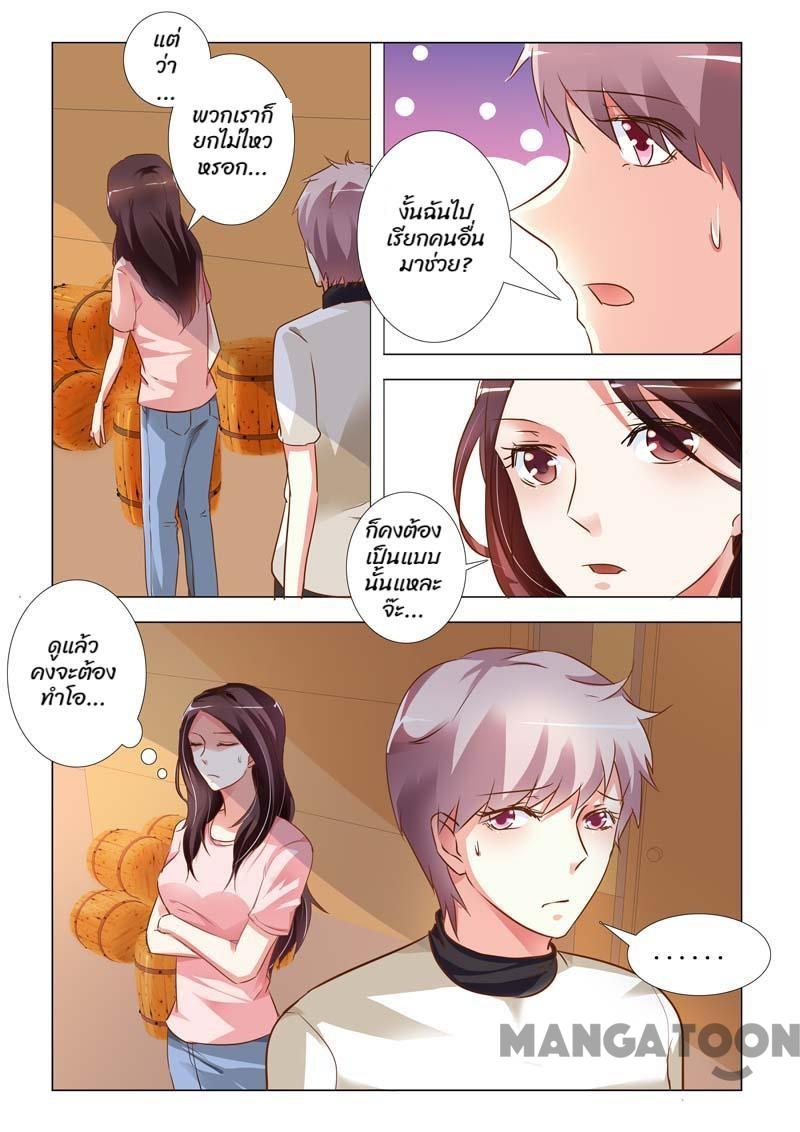 แต่
ว่า
...
พวกเราก็
ยกไม่ไหว
หรอก...
งั้นฉันไป
เรียกคนอื่น
มาช่วย?
ก็คงต้อง
เป็นแบบ
นั้นแหละ
จ๊ะ...
ดูแล้ว
คงจะต้อง
ทำโอ...
......
MANGATOON